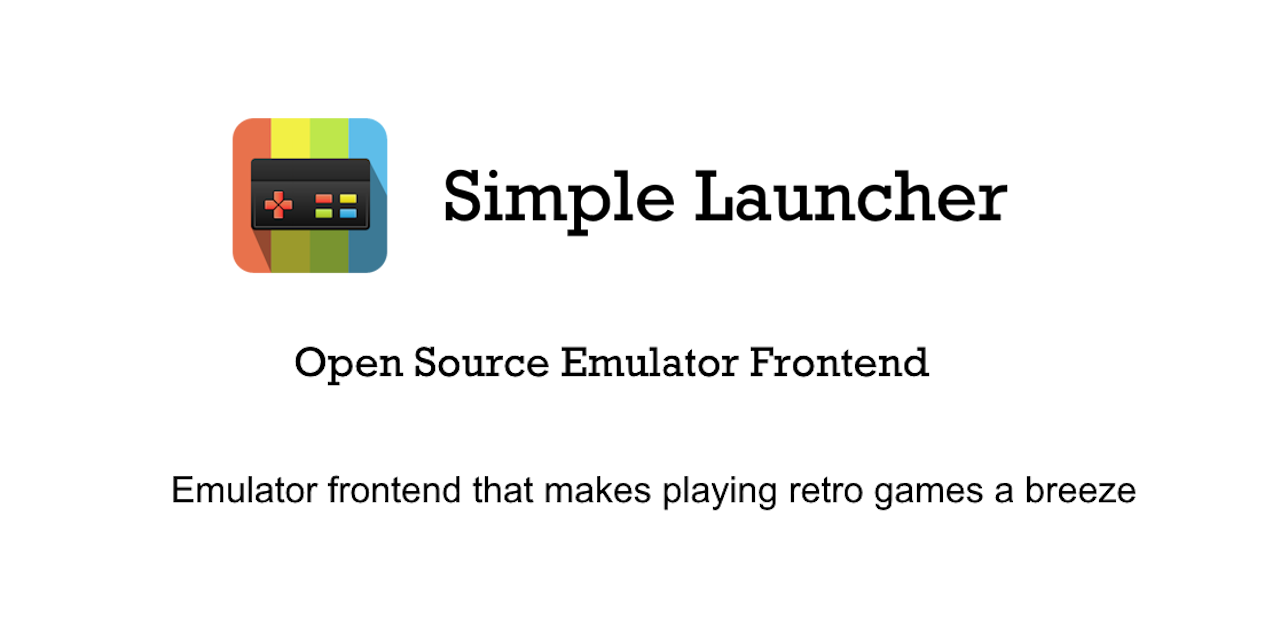 Simple Launcher
Open Source Emulator Frontend
Emulator frontend that makes playing retro games a breeze